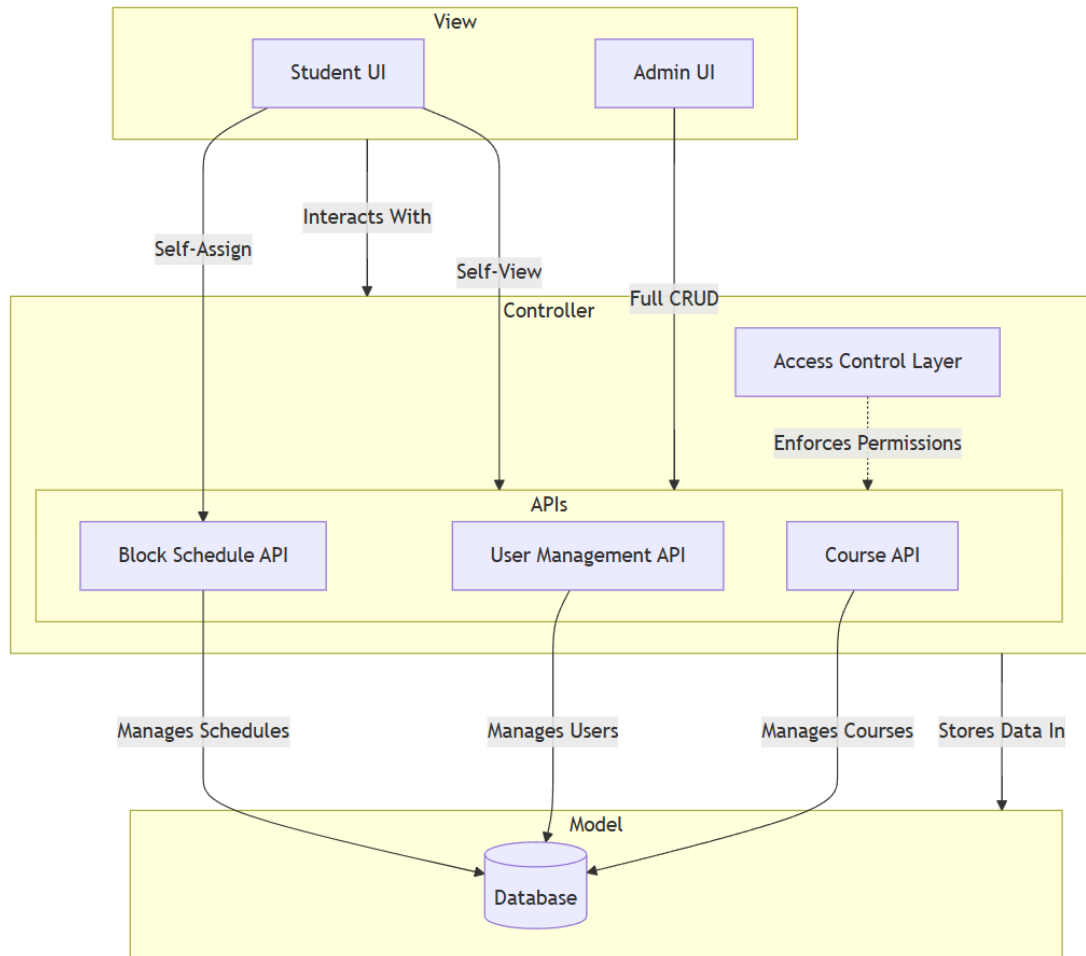 View
Student UI
Admin UI
Interacts With
Self-Assign
Self-View
Full CRUD
Controller
Access Control Layer
Enforces Permissions
APIs
Block Schedule API
User Management API
Course API
Manages Schedules
Manages Users
Manages Courses
Stores Data In
Model
Database